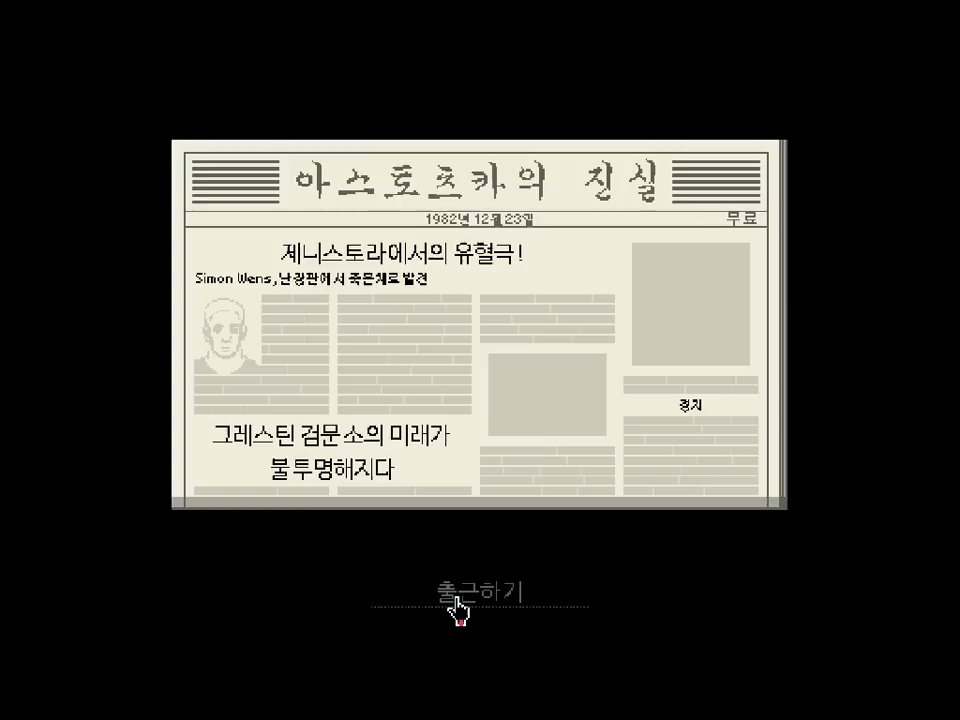 아스토츠카의 진실
1982년 12월 23일
무료
제니스토라에서의 유혈극!
Simon Wens, 난장판에서 죽은채로 발견
그레스틴 검문소의 미래가
불투명해지다
정치
출근하기